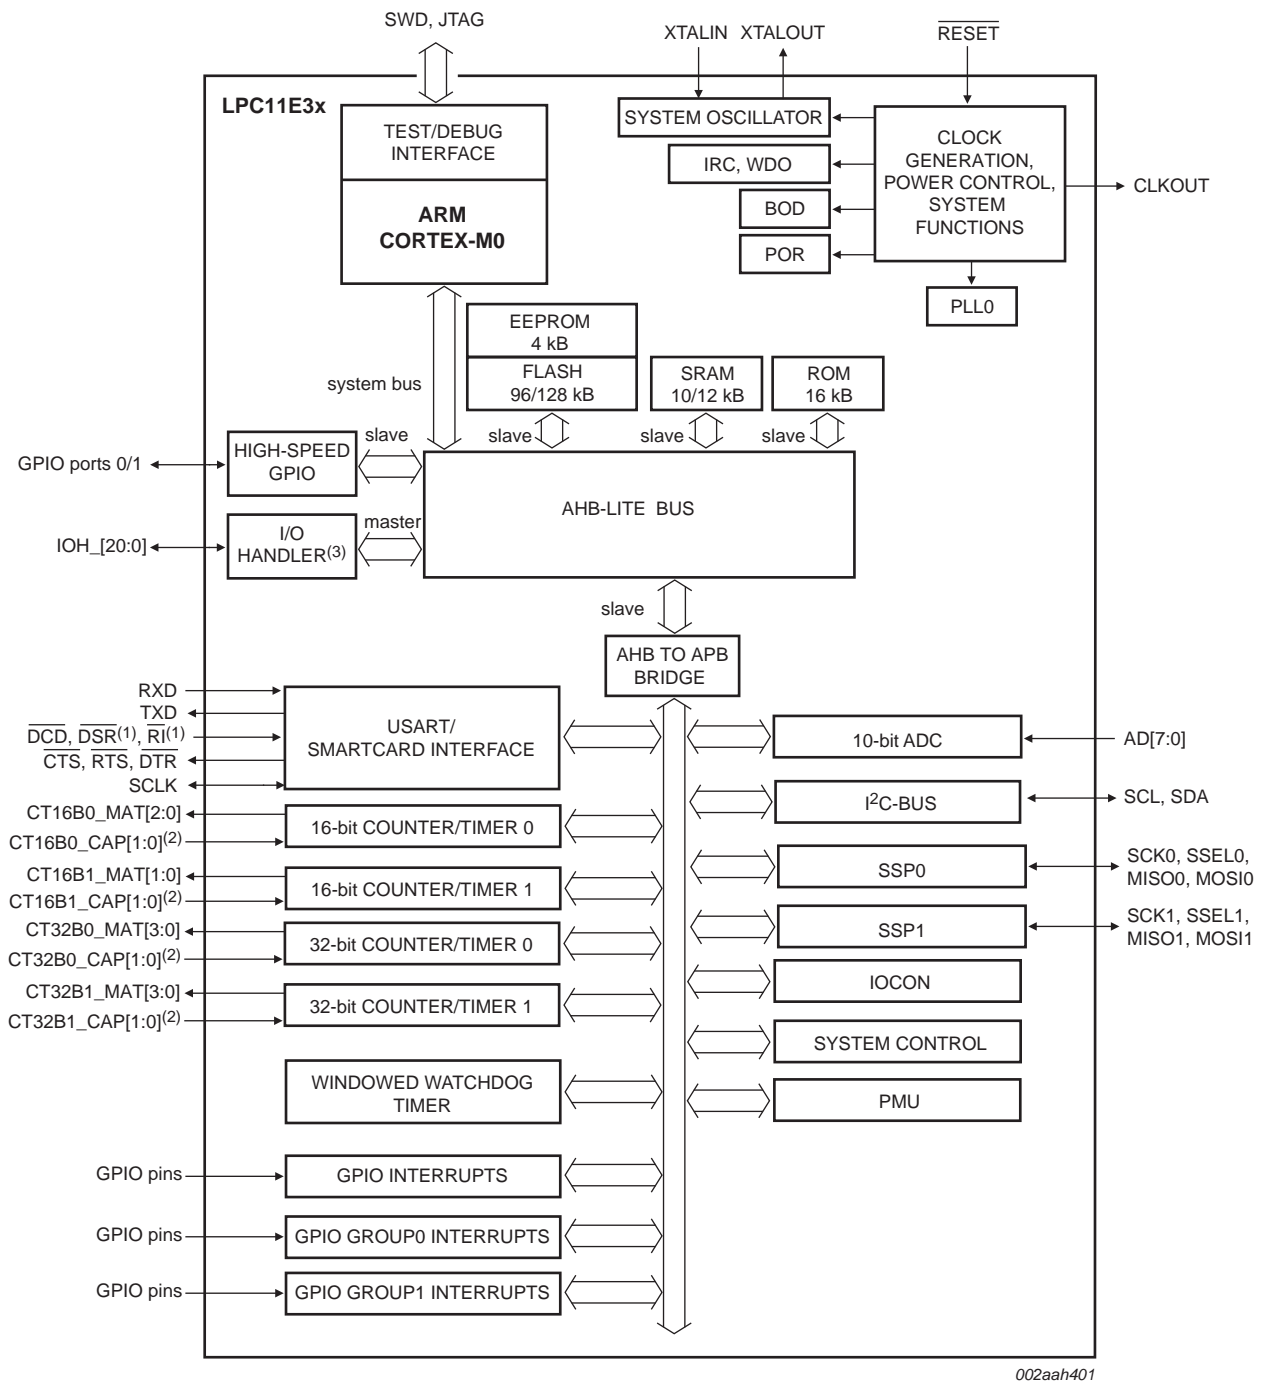 SWD, JTAG
XTALIN XTALOUT
RESET
LPC11E3x
TEST/DEBUG
INTERFACE
ARM
CORTEX-M0
SYSTEM OSCILLATOR
IRC, WDO
BOD
POR
CLOCK
GENERATION,
POWER CONTROL,
SYSTEM
FUNCTIONS
CLKOUT
PLL0
EEPROM
4 kB
FLASH
96/128 kB
SRAM
10/12 kB
ROM
16 kB
system bus
slave
slave
slave
slave
GPIO ports 0/1
HIGH-SPEED
GPIO
AHB-LITE BUS
IOH_[20:0]
I/O
HANDLER(3)
master
slave
AHB TO APB
BRIDGE
RXD
TXD
DCD, DSR(1), RI(1)
CTS, RTS, DTR
SCLK
USART/
SMARTCARD INTERFACE
CT16B0_MAT[2:0]
CT16B0_CAP[1:0](2)
16-bit COUNTER/TIMER 0
CT16B1_MAT[1:0]
CT16B1_CAP[1:0](2)
16-bit COUNTER/TIMER 1
CT32B0_MAT[3:0]
CT32B0_CAP[1:0](2)
32-bit COUNTER/TIMER 0
CT32B1_MAT[3:0]
CT32B1_CAP[1:0](2)
32-bit COUNTER/TIMER 1
WINDOWED WATCHDOG
TIMER
GPIO pins
GPIO INTERRUPTS
GPIO pins
GPIO GROUP0 INTERRUPTS
GPIO pins
GPIO GROUP1 INTERRUPTS
10-bit ADC
AD[7:0]
I2C-BUS
SCL, SDA
SSP0
SCK0, SSEL0,
MISO0, MOSI0
SSP1
SCK1, SSEL1,
MISO1, MOSI1
IOCON
SYSTEM CONTROL
PMU
002aah401